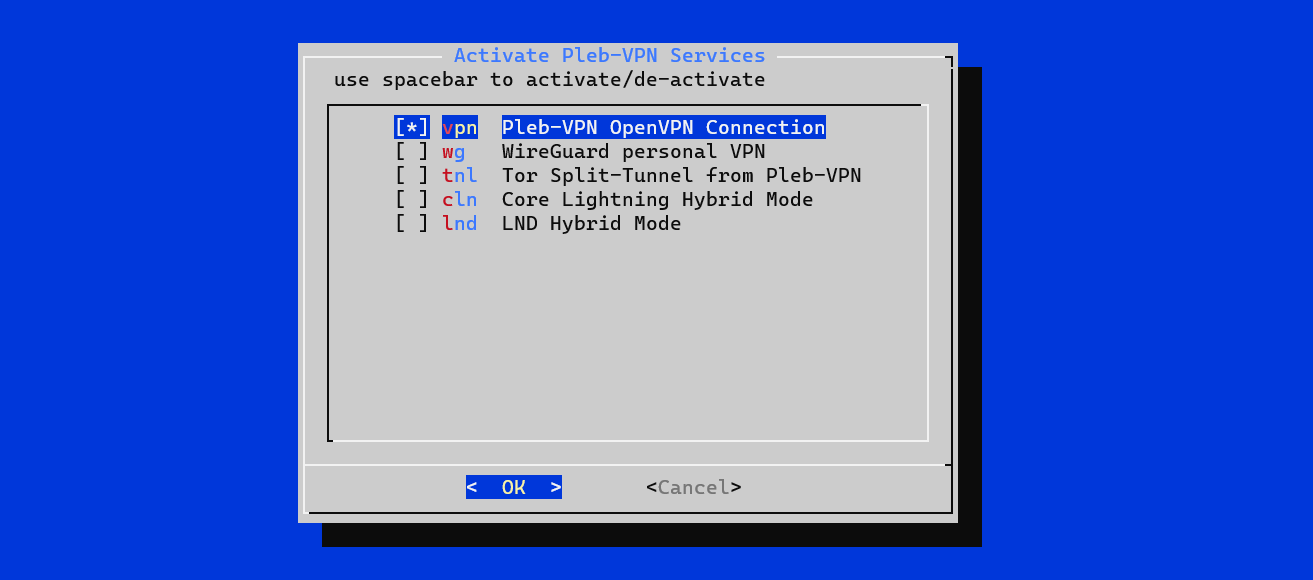 Activate Pleb-VPN Services
use spacebar to activate/de-activate
[*] vpn Pleb-VPN OpenVPN Connection
[ ] wg WireGuard personal VPN
[ ] tnl Tor Split-Tunnel from Pleb-VPN
[ ] cln Core Lightning Hybrid Mode
[ ] lnd LND Hybrid Mode
< OK > <Cancel>